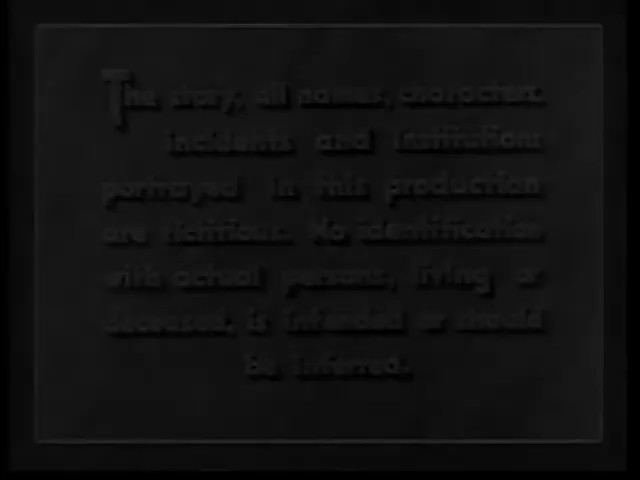 The story, all names, characters,
incidents and institutions
portrayed in this production
are fictitious. No identification
with actual persons, living or
deceased, is intended or should
be inferred.